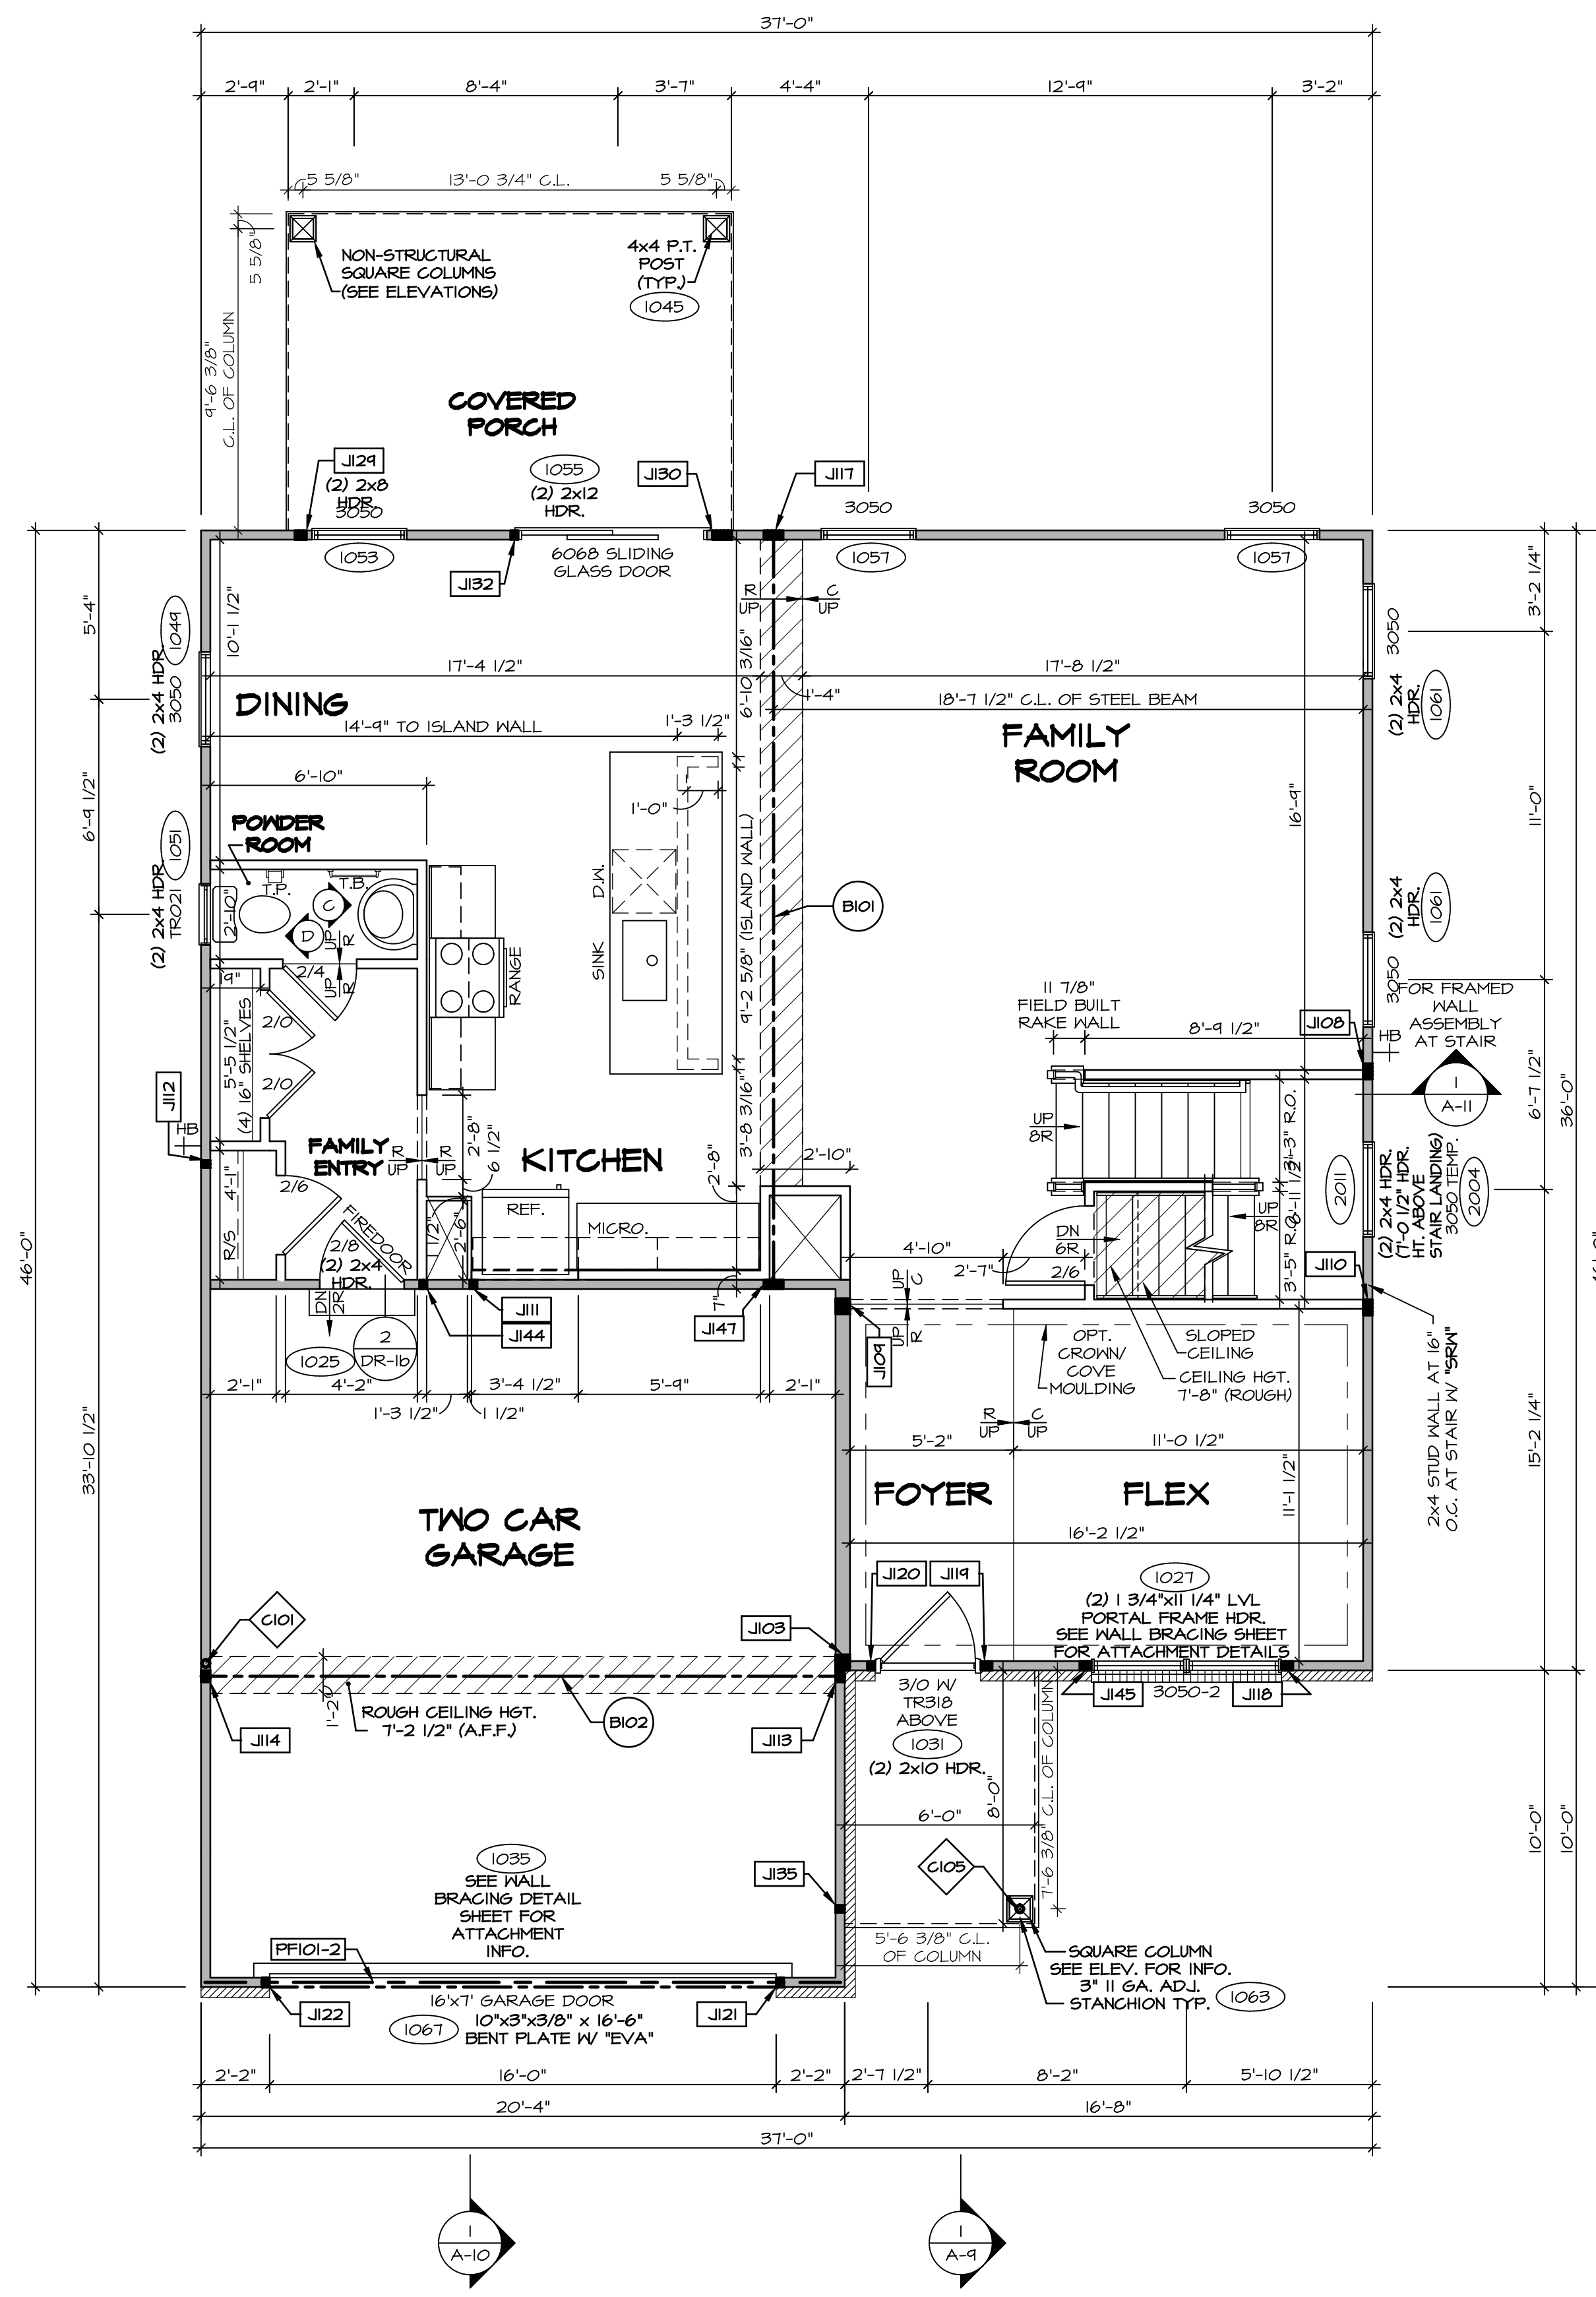 37'-0"
2'-9"
2'-1"
8'-4"
3'-7"
4'-4"
12'-9"
3'-2"
5 5/8"
13'-0 3/4" C.L.
5 5/8"
5 5/8"
9'-6 3/8"
C.L. OF COLUMN
NON-STRUCTURAL
SQUARE COLUMNS
(SEE ELEVATIONS)
4x4 P.T.
POST
(TYP.)
1045
COVERED
PORCH
J129
(2) 2x8
HDR.
3050
1055
(2) 2x12
HDR.
J130
J117
3050
3050
1053
J132
6068 SLIDING
GLASS DOOR
1057
1057
5'-4"
6'-9 1/2"
33'-10 1/2"
46'-0"
1049
(2) 2x4 HDR.
3050
1051
(2) 2x4 HDR.
TR021
10'-1 1/2"
R
UP
C
UP
17'-4 1/2"
6'-10 3/16"
1'-4"
17'-8 1/2"
18'-7 1/2" C.L. OF STEEL BEAM
DINING
14'-9" TO ISLAND WALL
1'-3 1/2"
FAMILY
ROOM
6'-10"
1'-0"
16'-9"
3'-2 1/4"
11'-0"
6'-7 1/2"
36'-0"
15'-2 1/4"
10'-0"
10'-0"
3050
(2) 2x4
HDR.
1061
(2) 2x4
HDR.
1061
3050
POWDER
ROOM
T.P.
T.B.
C
D
2'-10"
UP
R
UP
R
2/4
D.W.
SINK
RANGE
9'-2 5/8" (ISLAND WALL)
B101
19"
2/0
2/0
5'-5 1/2"
(4) 16" SHELVES
11 7/8"
FIELD BUILT
RAKE WALL
8'-9 1/2"
J108
HB
FOR FRAMED
WALL
ASSEMBLY
AT STAIR
1
A-11
J112
HB
FAMILY
ENTRY
R
UP
R
UP
2'-8"
6 1/2"
KITCHEN
3'-8 3/16"
2'-8"
2'-10"
UP
8R
3'-3" R.O.
6'-11 1/2"
3'-5" R.O.
UP
8R
2011
(2) 2x4 HDR.
(7'-0 1/2" HDR.
HT. ABOVE
STAIR LANDING)
3050 TEMP.
2004
R/S
4'-1"
2/6
FIREDOOR
2/8
(2) 2x4
HDR.
1/2"
2'-6"
REF.
MICRO.
4'-10"
2'-7"
DN
6R
2/6
J110
DN
2R
J111
J144
7"
J147
J109
UP
C
UP
R
OPT.
CROWN/
COVE
MOULDING
SLOPED
CEILING
CEILING HGT.
7'-8" (ROUGH)
2x4 STUD WALL AT 16"
O.C. AT STAIR W/ "SRW"
1025
2
DR-1b
2'-1"
4'-2"
3'-4 1/2"
5'-9"
2'-1"
1'-3 1/2"
1 1/2"
R
UP
C
UP
5'-2"
11'-0 1/2"
11'-1 1/2"
FOYER
FLEX
16'-2 1/2"
TWO CAR
GARAGE
C101
J103
J120
J119
1027
(2) 1 3/4"x11 1/4" LVL
PORTAL FRAME HDR.
SEE WALL BRACING SHEET
FOR ATTACHMENT DETAILS
J145
3050-2
J118
1'-2"
ROUGH CEILING HGT.
7'-2 1/2" (A.F.F.)
B102
J114
J113
3/0 W/
TR318
ABOVE
1031
(2) 2x10 HDR.
8'-0"
7'-6 3/8" C.L. OF COLUMN
6'-0"
C105
1035
SEE WALL
BRACING DETAIL
SHEET FOR
ATTACHMENT
INFO.
J135
PF101-2
5'-6 3/8" C.L.
OF COLUMN
SQUARE COLUMN
SEE ELEV. FOR INFO.
3" 11 GA. ADJ.
STANCHION TYP.
1063
J122
16'x7' GARAGE DOOR
J121
1067
10"x3"x3/8" x 16'-6"
BENT PLATE W/ "EVA"
2'-2"
16'-0"
2'-2"
2'-7 1/2"
8'-2"
5'-10 1/2"
20'-4"
16'-8"
37'-0"
1
A-10
1
A-9